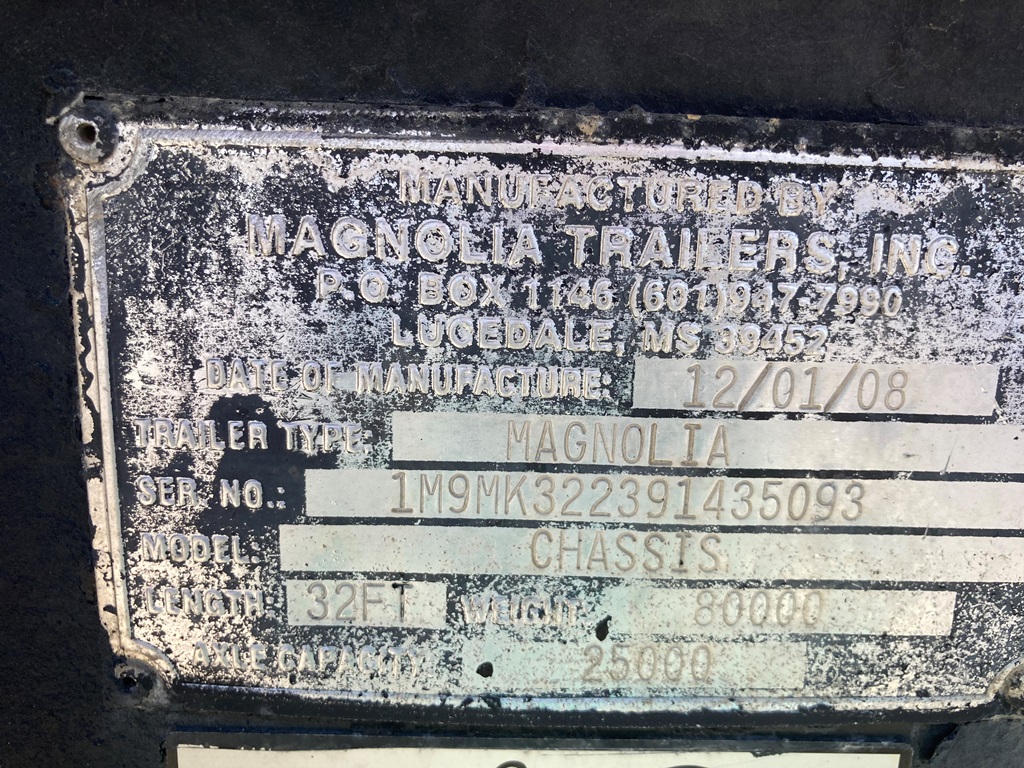 MANUFACTURED BY
MAGNOLIA TRAILERS, INC.
P.O. BOX 1146 (601)947-7990
LUCEDALE, MS 39452
DATE OF MANUFACTURE: 12/01/08
TRAILER TYPE: MAGNOLIA
SER. NO.: 1M9MK322391435093
MODEL: CHASSIS
LENGTH: 32FT WEIGHT: 80000
AXLE CAPACITY: 25000